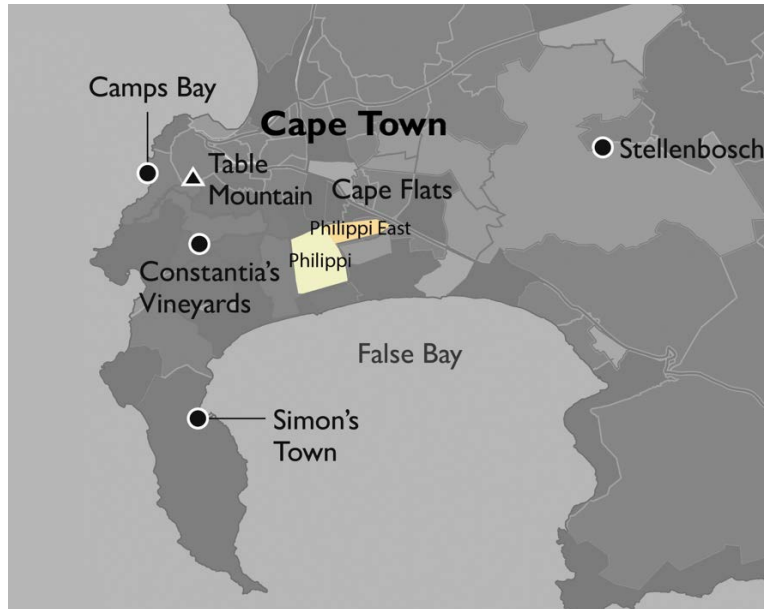 Camps Bay
Cape Town
Stellenbosch
Table
Mountain
Cape Flats
Philippi East
Philippi
Constantia’s
Vineyards
False Bay
Simon’s
Town